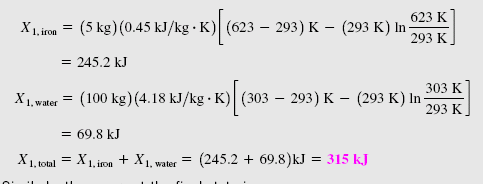 X1, iron = (5 kg)(0.45 kJ/kg · K)[(623 − 293) K − (293 K) ln 623 K / 293 K]
= 245.2 kJ
X1, water = (100 kg)(4.18 kJ/kg · K)[(303 − 293) K − (293 K) ln 303 K / 293 K]
= 69.8 kJ
X1, total = X1, iron + X1, water = (245.2 + 69.8)kJ = 315 kJ